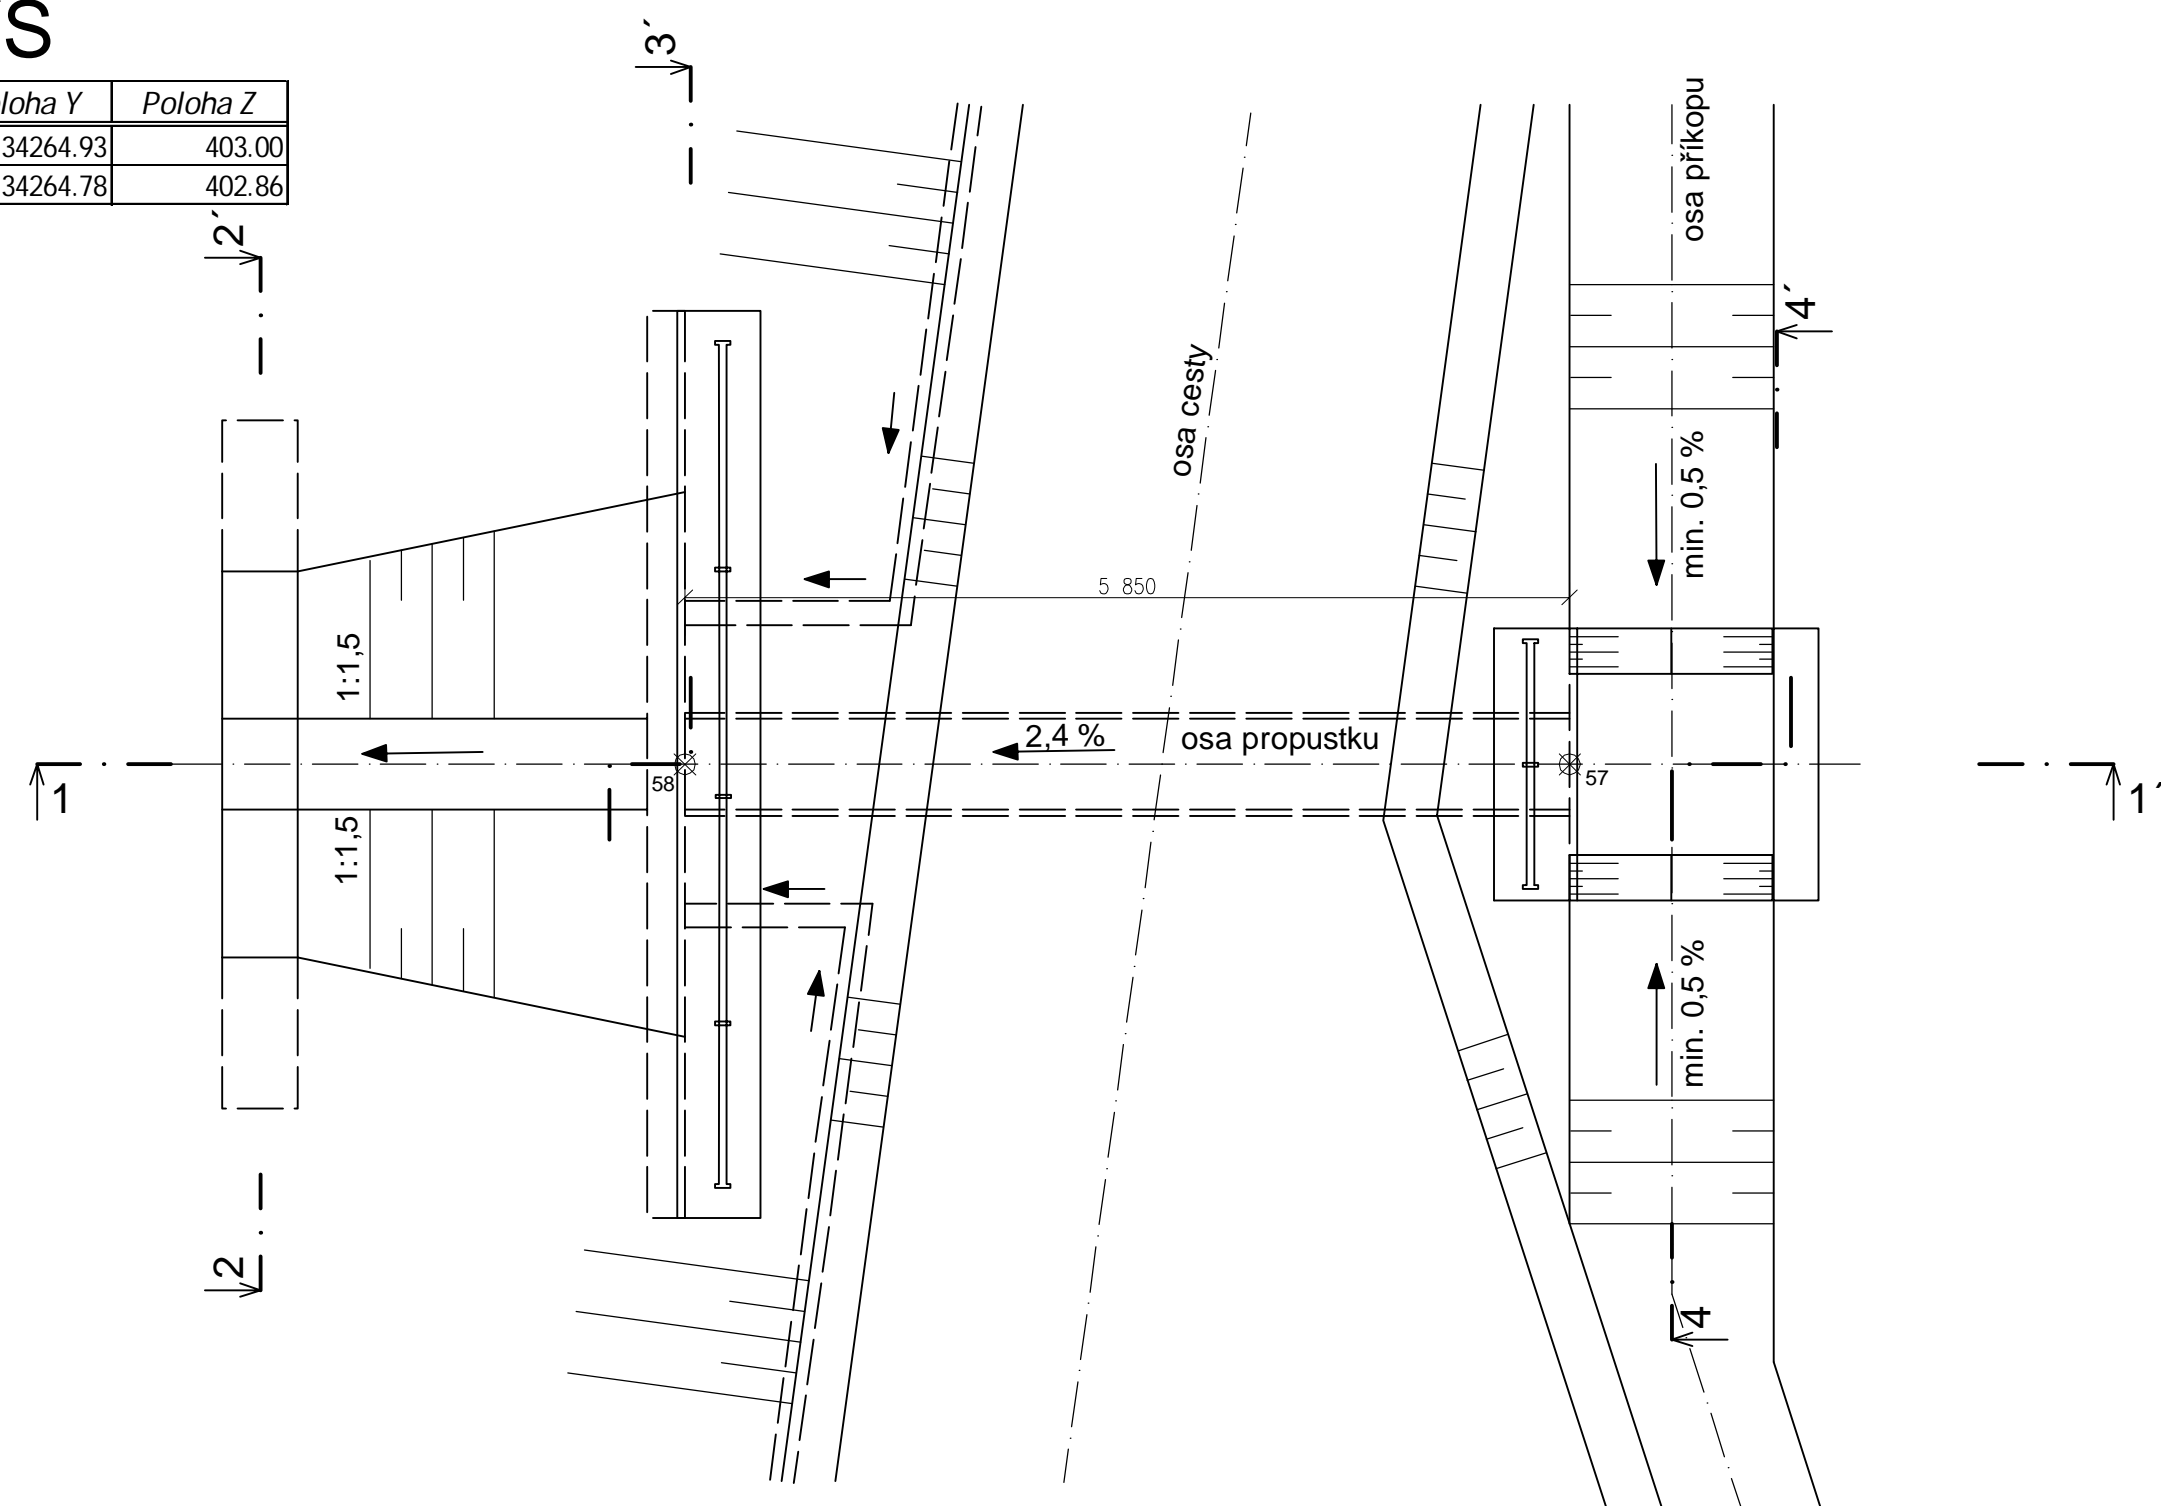 S
loha Y Poloha Z
34264.93 403.00
34264.78 402.86
3´
2´
osa příkopu
4´
osa cesty
min. 0,5 %
5 850
1:1,5
2,4 %
osa propustku
58
57
1
1´
1:1,5
min. 0,5 %
2
4